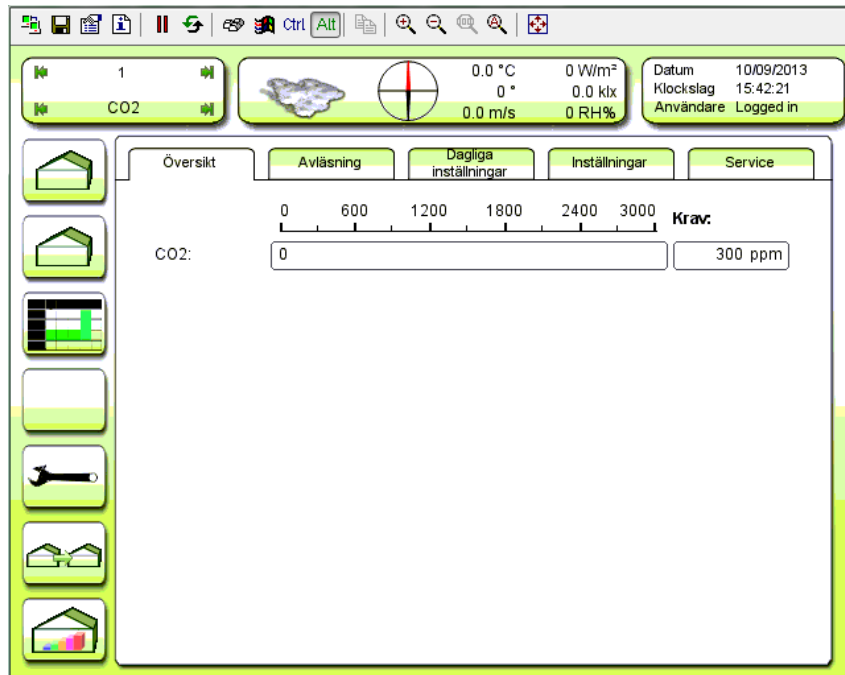 Ctrl Alt
1
CO2
0.0 °C 0 W/m²
0 ° 0.0 klx
0.0 m/s 0 RH%
Datum 10/09/2013
Klockslag 15:42:21
Användare Logged in
Översikt
Avläsning
Dagliga
inställningar
Inställningar
Service
0 600 1200 1800 2400 3000
Krav:
CO2: 0 300 ppm